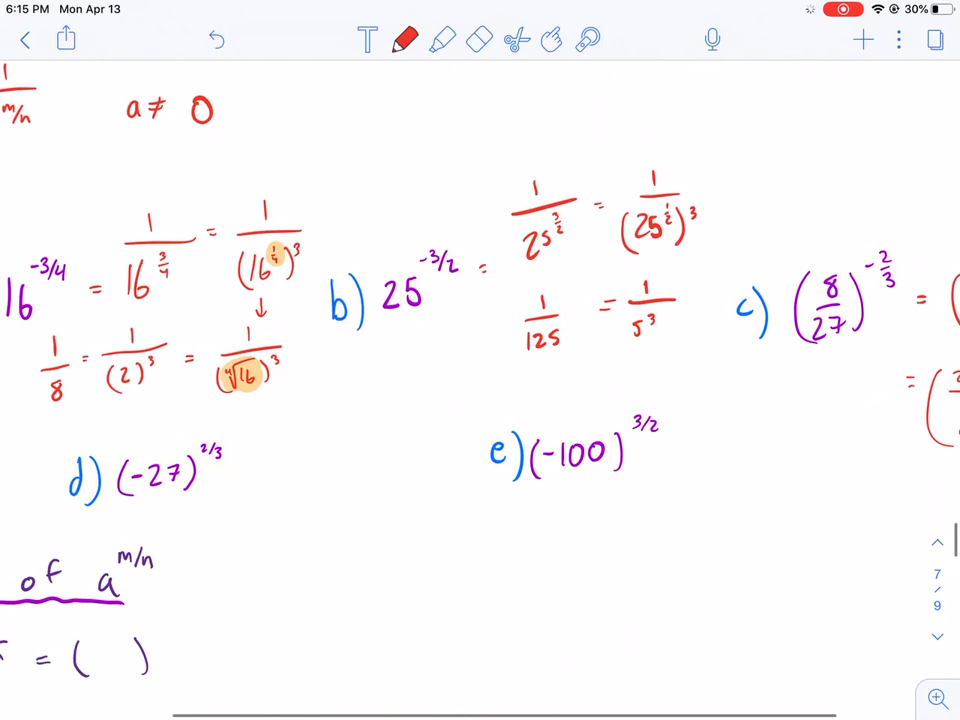 6:15 PM Mon Apr 13 30%
1/m/n a ≠ 0
16^-3/4 = 1/16^3/4 = 1/(16^1/4)^3
↓
1/8 = 1/(2)^3 = 1/(⁴√16)^3
b) 25^-3/2 = 1/25^3/2 = 1/(25^1/2)^3
1/125 = 1/5^3
c) (8/27)^-2/3 = (
= (
d) (-27)^2/3
e) (-100)^3/2
of a^m/n
= ( )
T
7
/
9